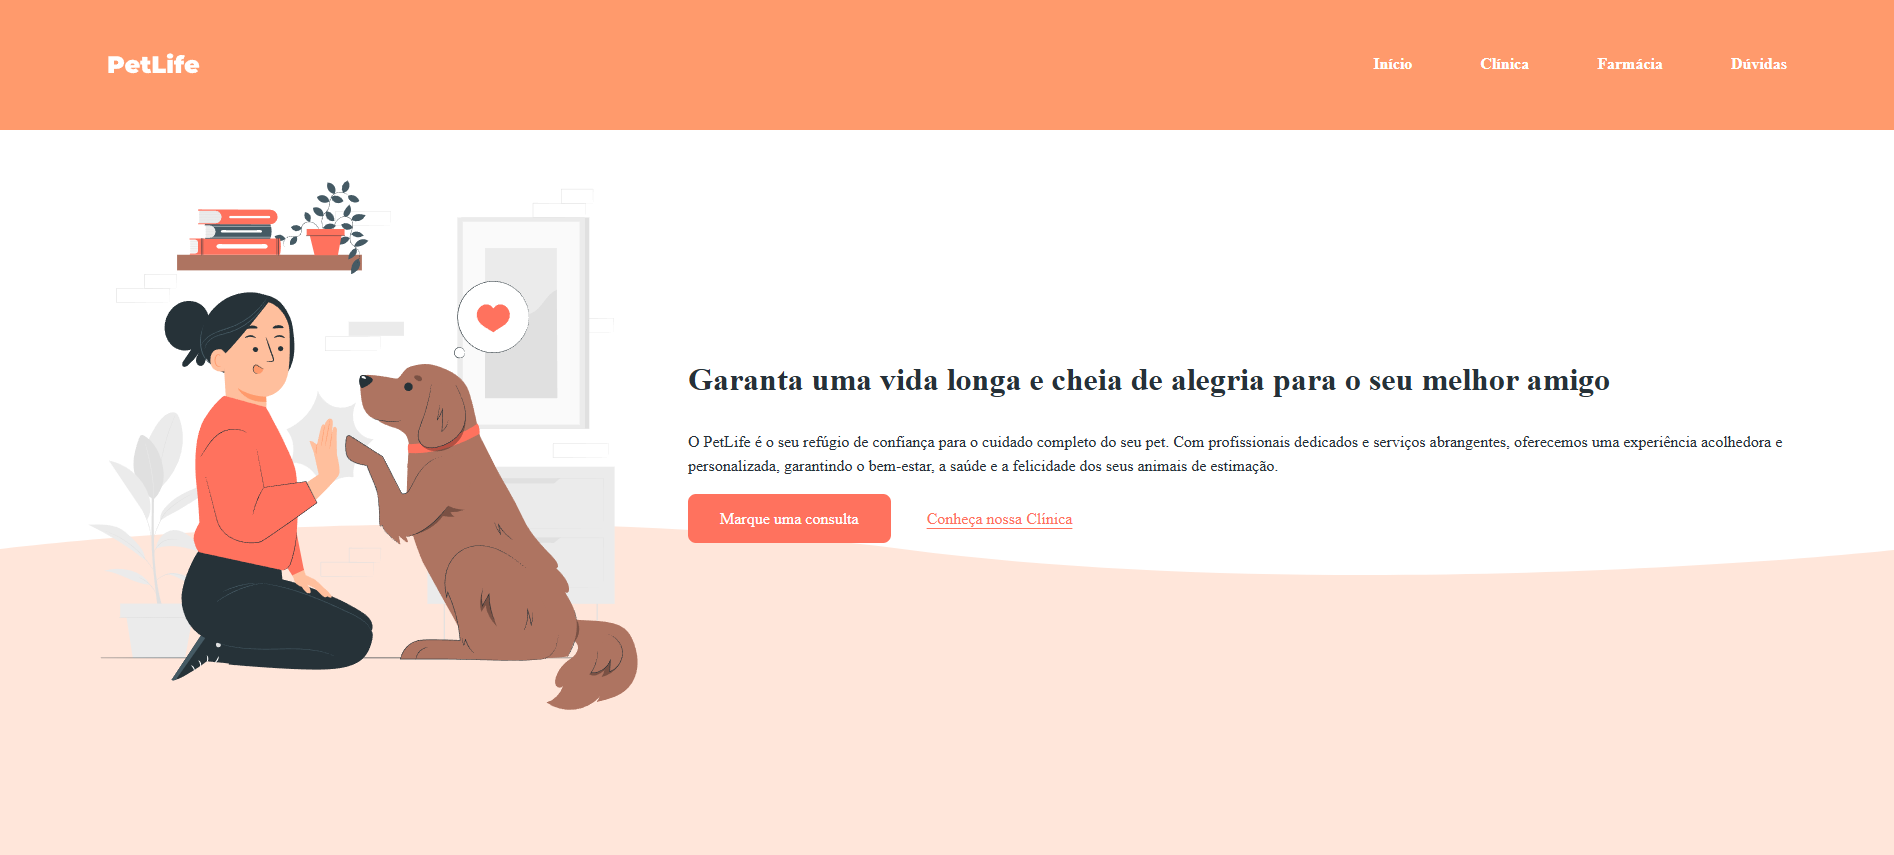 PetLife
Início
Clínica
Farmácia
Dúvidas
Garanta uma vida longa e cheia de alegria para o seu melhor amigo
O PetLife é o seu refúgio de confiança para o cuidado completo do seu pet. Com profissionais dedicados e serviços abrangentes, oferecemos uma experiência acolhedora e
personalizada, garantindo o bem-estar, a saúde e a felicidade dos seus animais de estimação.
Marque uma consulta
Conheça nossa Clínica